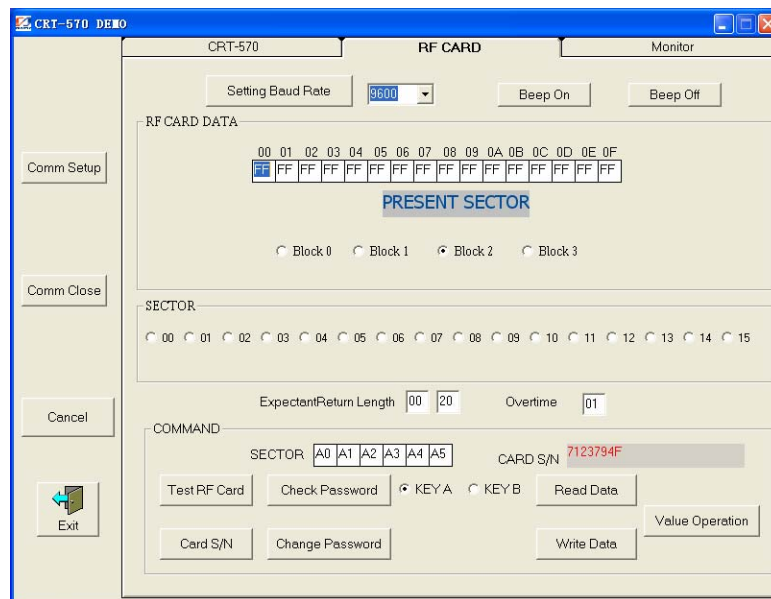 CRT-570 DEMO
CRT-570 RF CARD Monitor
Setting Baud Rate 9600 Beep On Beep Off
RF CARD DATA
00 01 02 03 04 05 06 07 08 09 0A 0B 0C 0D 0E 0F
FF FF FF FF FF FF FF FF FF FF FF FF FF FF FF FF
Comm Setup
PRESENT SECTOR
Block 0 Block 1 Block 2 Block 3
Comm Close
SECTOR
00 01 02 03 04 05 06 07 08 09 10 11 12 13 14 15
ExpectantReturn Length 00 20 Overtime 01
Cancel
COMMAND
SECTOR A0 A1 A2 A3 A4 A5 CARD S/N 7123794F
Test RF Card Check Password KEY A KEY B Read Data
Exit
Value Operation
Card S/N Change Password Write Data